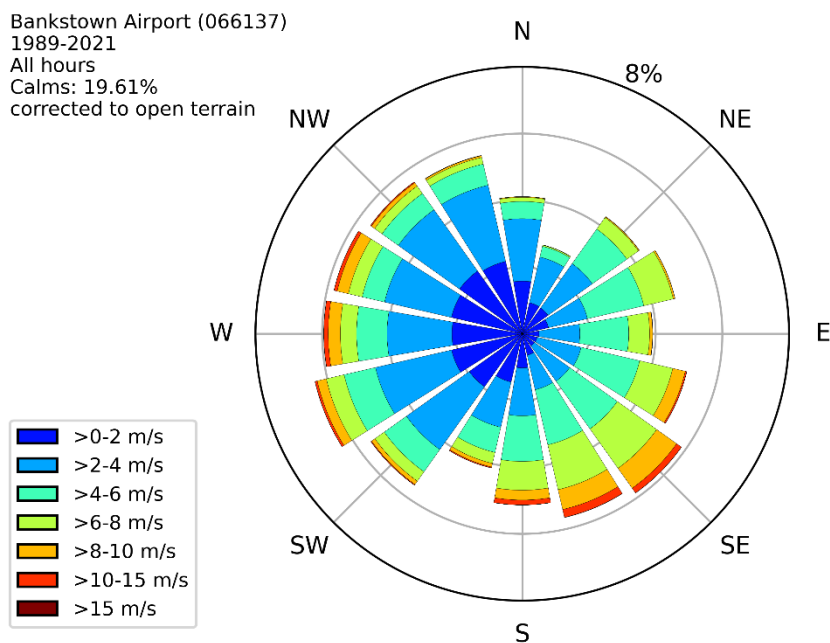 Bankstown Airport (066137)
1989-2021
All hours
Calms: 19.61%
corrected to open terrain
N
8%
NW
NE
W
E
SW
SE
S
>0-2 m/s
>2-4 m/s
>4-6 m/s
>6-8 m/s
>8-10 m/s
>10-15 m/s
>15 m/s